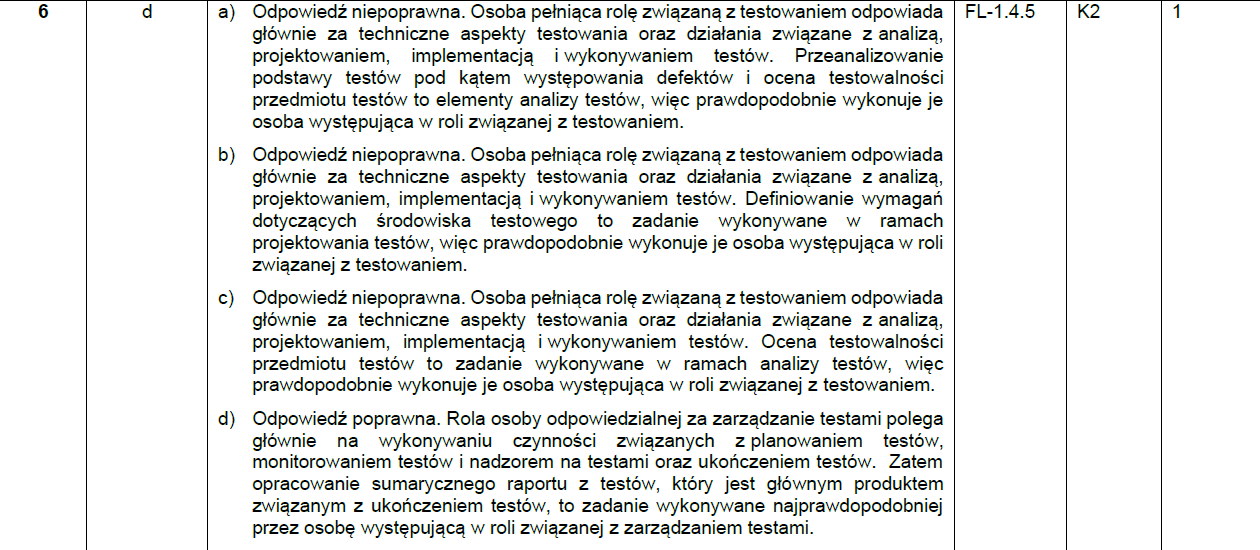 6 d a) Odpowiedź niepoprawna. Osoba pełniąca rolę związaną z testowaniem odpowiada FL-1.4.5 K2 1
głównie za techniczne aspekty testowania oraz działania związane z analizą,
projektowaniem, implementacją i wykonywaniem testów. Przeanalizowanie
podstawy testów pod kątem występowania defektów i ocena testowalności
przedmiotu testów to elementy analizy testów, więc prawdopodobnie wykonuje je
osoba występująca w roli związanej z testowaniem.
b) Odpowiedź niepoprawna. Osoba pełniąca rolę związaną z testowaniem odpowiada
głównie za techniczne aspekty testowania oraz działania związane z analizą,
projektowaniem, implementacją i wykonywaniem testów. Definiowanie wymagań
dotyczących środowiska testowego to zadanie wykonywane w ramach
projektowania testów, więc prawdopodobnie wykonuje je osoba występująca w roli
związanej z testowaniem.
c) Odpowiedź niepoprawna. Osoba pełniąca rolę związaną z testowaniem odpowiada
głównie za techniczne aspekty testowania oraz działania związane z analizą,
projektowaniem, implementacją i wykonywaniem testów. Ocena testowalności
przedmiotu testów to zadanie wykonywane w ramach analizy testów, więc
prawdopodobnie wykonuje je osoba występująca w roli związanej z testowaniem.
d) Odpowiedź poprawna. Rola osoby odpowiedzialnej za zarządzanie testami polega
głównie na wykonywaniu czynności związanych z planowaniem testów,
monitorowaniem testów i nadzorem na testami oraz ukończeniem testów. Zatem
opracowanie sumarycznego raportu z testów, który jest głównym produktem
związanym z ukończeniem testów, to zadanie wykonywane najprawdopodobniej
przez osobę występującą w roli związanej z zarządzaniem testami.